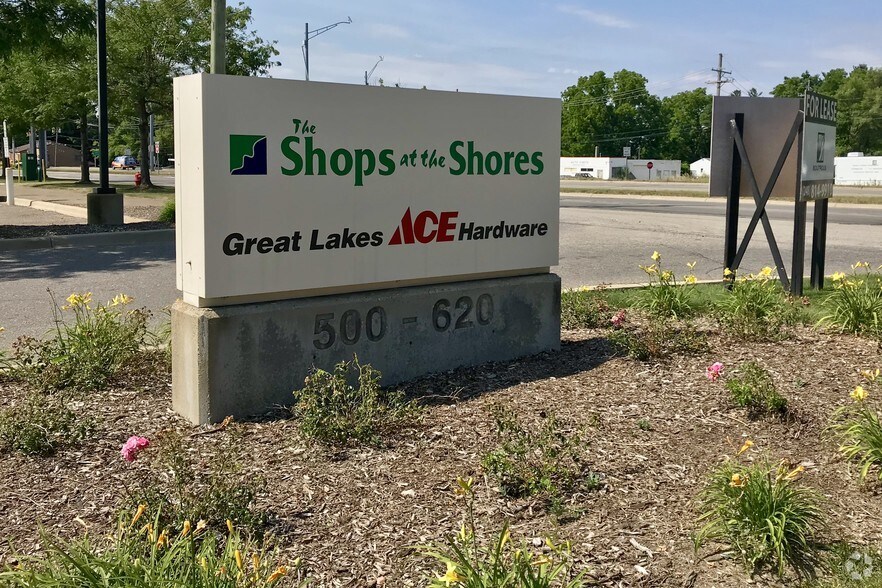 The
Shops at the Shores
Great Lakes ACE Hardware
500 - 620
FOR LEASE